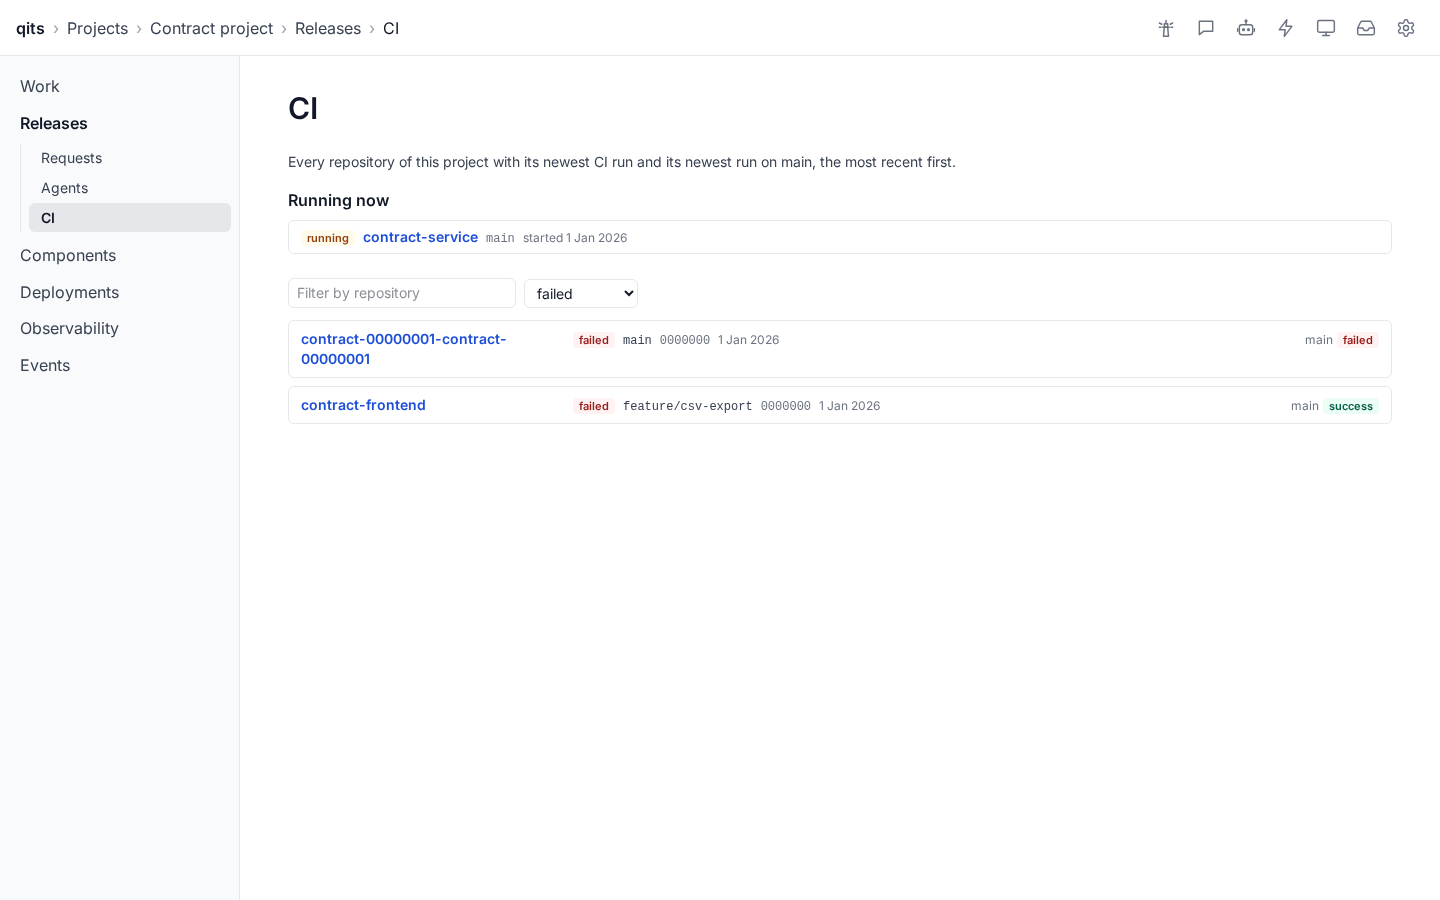 qits › Projects › Contract project › Releases › CI
Work
Releases
Requests
Agents
CI
Components
Deployments
Observability
Events
CI
Every repository of this project with its newest CI run and its newest run on main, the most recent first.
Running now
running contract-service main started 1 Jan 2026
Filter by repository failed
contract-00000001-contract-00000001 failed main 0000000 1 Jan 2026 main failed
contract-frontend failed feature/csv-export 0000000 1 Jan 2026 main success